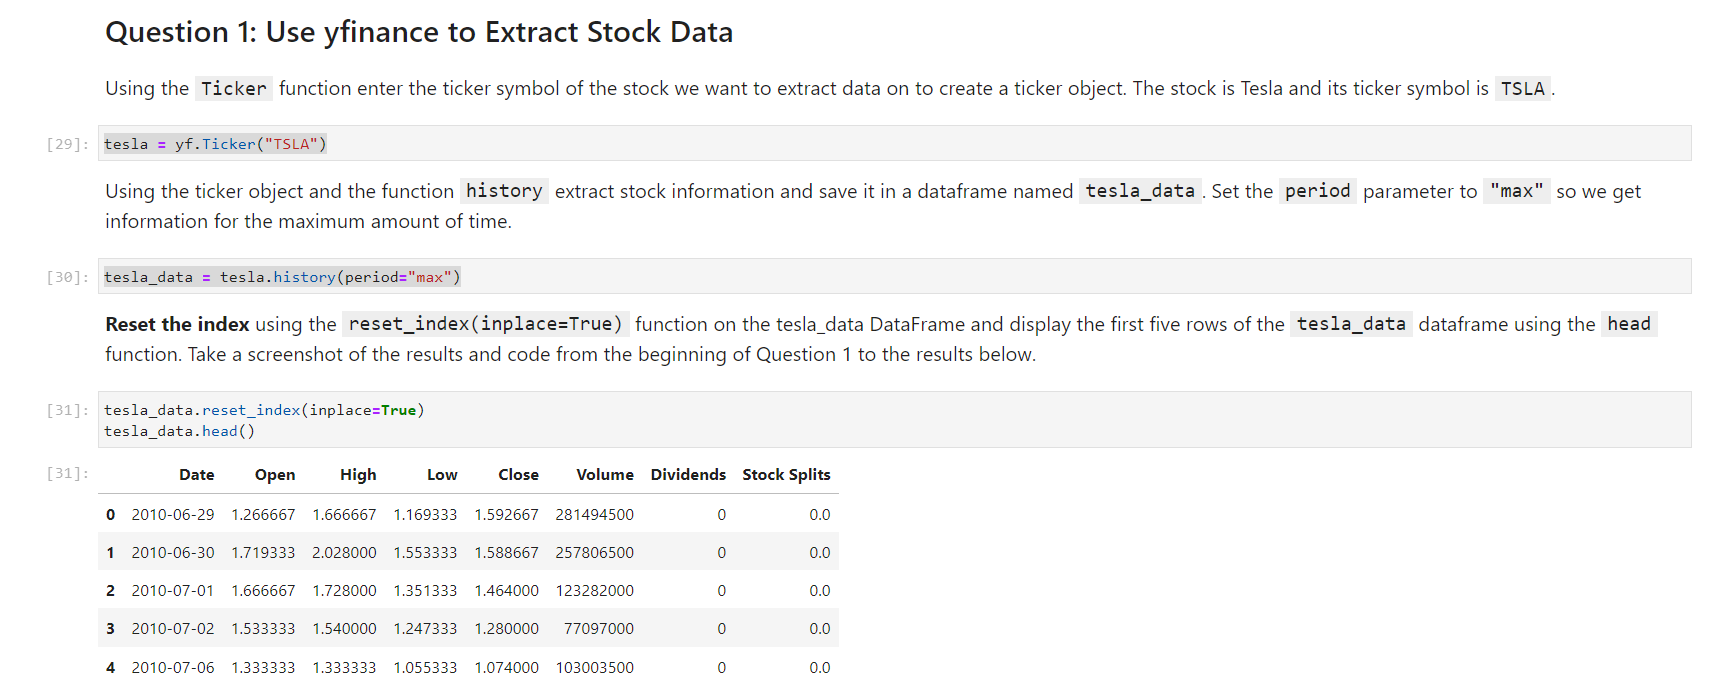 Question 1: Use yfinance to Extract Stock Data
Using the Ticker function enter the ticker symbol of the stock we want to extract data on to create a ticker object. The stock is Tesla and its ticker symbol is TSLA.
[29]: tesla = yf.Ticker("TSLA")
Using the ticker object and the function history extract stock information and save it in a dataframe named tesla_data. Set the period parameter to "max" so we get
information for the maximum amount of time.
[30]: tesla_data = tesla.history(period="max")
Reset the index using the reset_index(inplace=True) function on the tesla_data DataFrame and display the first five rows of the tesla_data dataframe using the head
function. Take a screenshot of the results and code from the beginning of Question 1 to the results below.
[31]: tesla_data.reset_index(inplace=True)
tesla_data.head()
[31]: Date Open High Low Close Volume Dividends Stock Splits
0 2010-06-29 1.266667 1.666667 1.169333 1.592667 281494500 0 0.0
1 2010-06-30 1.719333 2.028000 1.553333 1.588667 257806500 0 0.0
2 2010-07-01 1.666667 1.728000 1.351333 1.464000 123282000 0 0.0
3 2010-07-02 1.533333 1.540000 1.247333 1.280000 77097000 0 0.0
4 2010-07-06 1.333333 1.333333 1.055333 1.074000 103003500 0 0.0